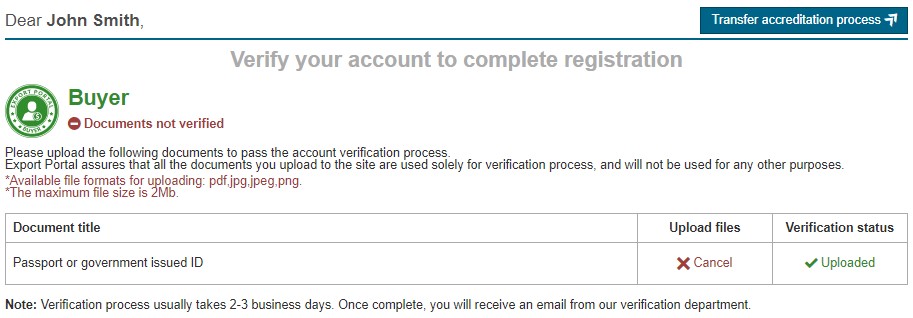 Dear John Smith,
Transfer accreditation process
Verify your account to complete registration
EXPORT PORTAL
BUYER
Buyer
Documents not verified
Please upload the following documents to pass the account verification process.
Export Portal assures that all the documents you upload to the site are used solely for verification process, and will not be used for any other purposes.
*Available file formats for uploading: pdf,jpg,jpeg,png.
*The maximum file size is 2Mb.
Document title Upload files Verification status
Passport or government issued ID Cancel Uploaded
Note: Verification process usually takes 2-3 business days. Once complete, you will receive an email from our verification department.